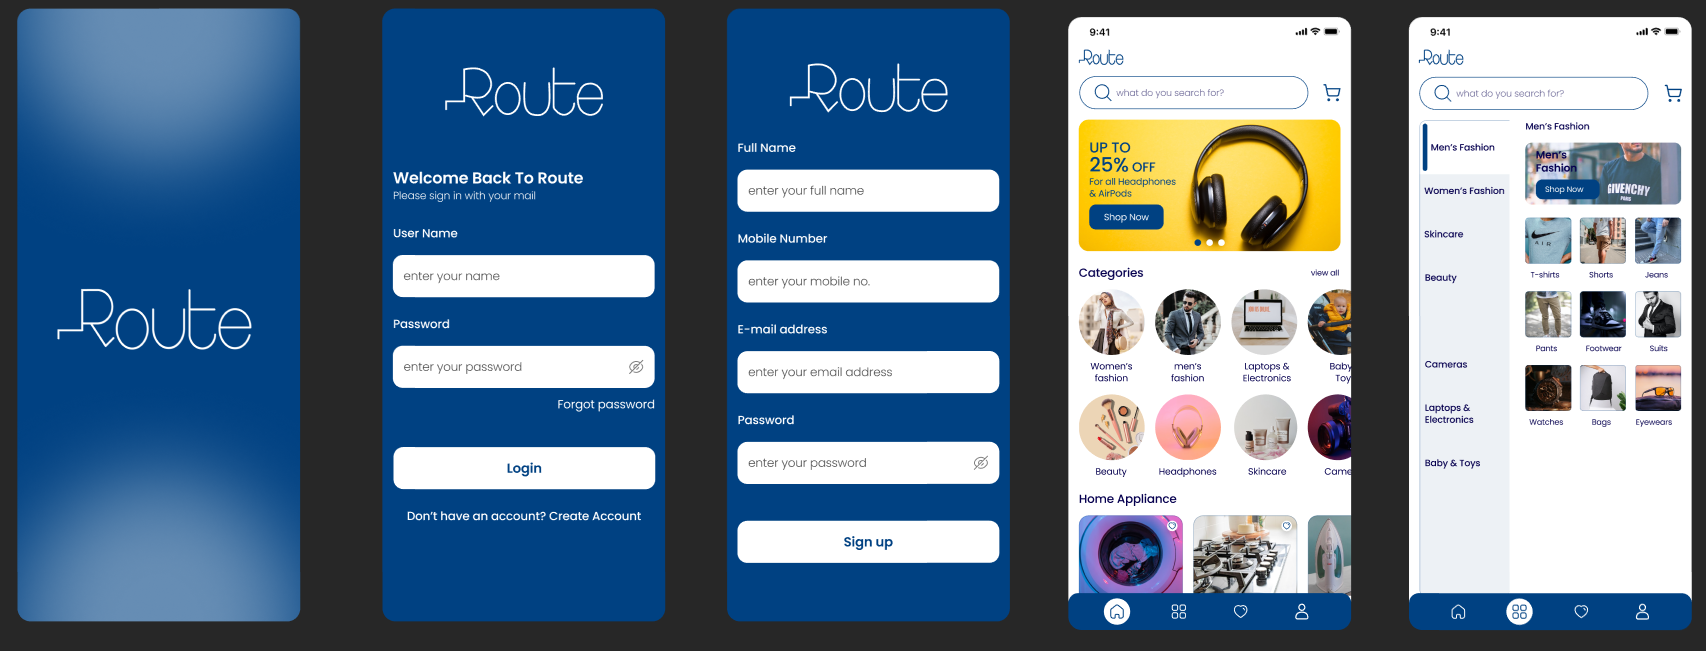 Route
Route
Welcome Back To Route
Please sign in with your mail
User Name
enter your name
Password
enter your password
Forgot password
Login
Don't have an account? Create Account
Route
Full Name
enter your full name
Mobile Number
enter your mobile no.
E-mail address
enter your email address
Password
enter your password
Sign up
9:41
Route
what do you search for?
UP TO
25% OFF
For all Headphones
& AirPods
Shop Now
Categories
view all
Women's
fashion
men's
fashion
Laptops &
Electronics
Baby
Toy
Beauty
Headphones
Skincare
Came
Home Appliance
9:41
Route
what do you search for?
Men's Fashion
Women's Fashion
Skincare
Beauty
Cameras
Laptops &
Electronics
Baby & Toys
Men's Fashion
Men's
Fashion
Shop Now
GIVENCHY
PARIS
AIR
T-shirts
Shorts
Jeans
Pants
Footwear
Suits
Watches
Bags
Eyewears